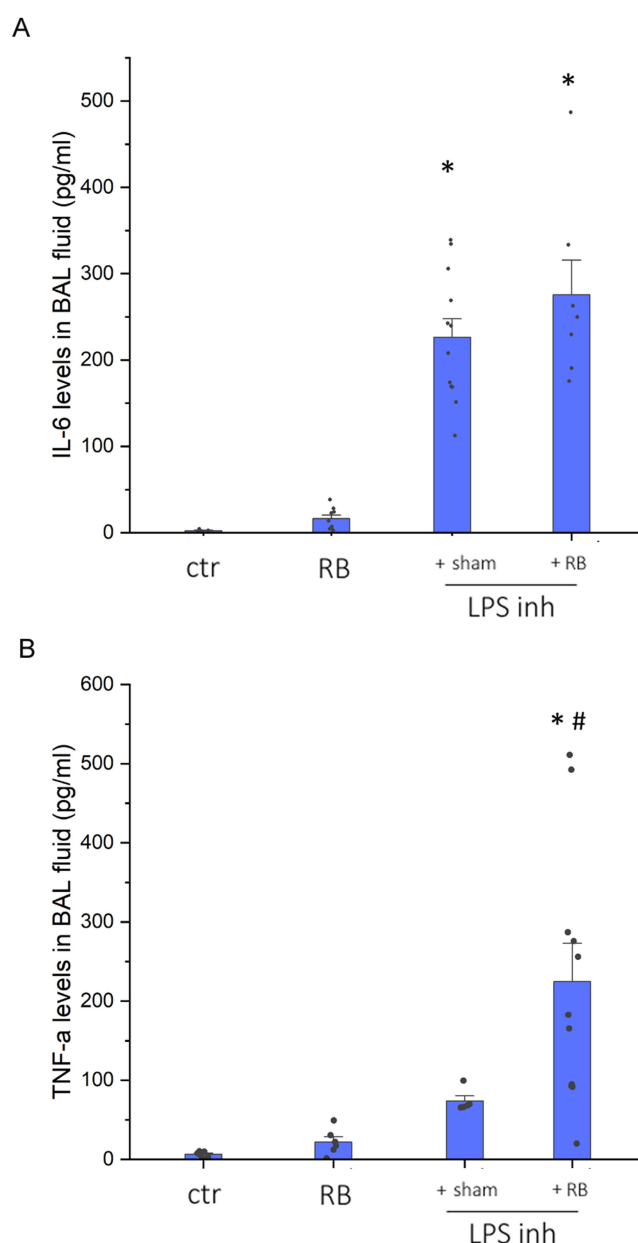 A
IL-6 levels in BAL fluid (pg/ml)
500
400
300
200
100
0
*
*
ctr
RB
+ sham
+ RB
LPS inh
B
TNF-a levels in BAL fluid (pg/ml)
600
500
400
300
200
100
0
* #
ctr
RB
+ sham
+ RB
LPS inh